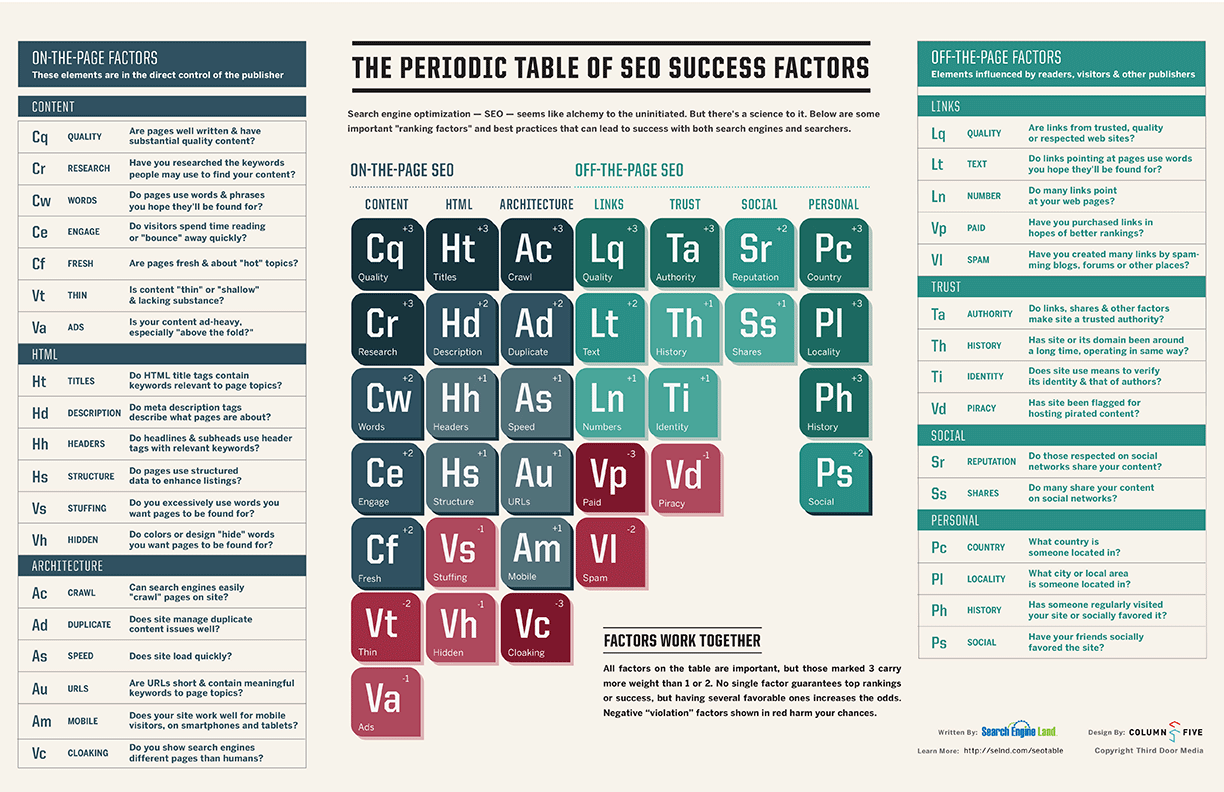 ON-THE-PAGE FACTORS
These elements are in the direct control of the publisher
CONTENT
Cq QUALITY Are pages well written & have
substantial quality content?
Cr RESEARCH Have you researched the keywords
people may use to find your content?
Cw WORDS Do pages use words & phrases
you hope they'll be found for?
Ce ENGAGE Do visitors spend time reading
or "bounce" away quickly?
Cf FRESH Are pages fresh & about "hot" topics?
Vt THIN Is content "thin" or "shallow"
& lacking substance?
Va ADS Is your content ad-heavy,
especially "above the fold?"
HTML
Ht TITLES Do HTML title tags contain
keywords relevant to page topics?
Hd DESCRIPTION Do meta description tags
describe what pages are about?
Hh HEADERS Do headlines & subheads use header
tags with relevant keywords?
Hs STRUCTURE Do pages use structured
data to enhance listings?
Vs STUFFING Do you excessively use words you
want pages to be found for?
Vh HIDDEN Do colors or design "hide" words
you want pages to be found for?
ARCHITECTURE
Ac CRAWL Can search engines easily
"crawl" pages on site?
Ad DUPLICATE Does site manage duplicate
content issues well?
As SPEED Does site load quickly?
Au URLS Are URLs short & contain meaningful
keywords to page topics?
Am MOBILE Does your site work well for mobile
visitors, on smartphones and tablets?
Vc CLOAKING Do you show search engines
different pages than humans?
THE PERIODIC TABLE OF SEO SUCCESS FACTORS
Search engine optimization — SEO — seems like alchemy to the uninitiated. But there's a science to it. Below are some
important "ranking factors" and best practices that can lead to success with both search engines and searchers.
ON-THE-PAGE SEO OFF-THE-PAGE SEO
CONTENT HTML ARCHITECTURE LINKS TRUST SOCIAL PERSONAL
+3 +3 +3 +3 +3 +2 +3
Cq Ht Ac Lq Ta Sr Pc
Quality Titles Crawl Quality Authority Reputation Country
+3 +2 +2 +2 +1 +1 +3
Cr Hd Ad Lt Th Ss Pl
Research Description Duplicate Text History Shares Locality
+2 +1 +1 +1 +1 +3
Cw Hh As Ln Ti Ph
Words Headers Speed Numbers Identity History
+2 +1 +1 -3 -1 +2
Ce Hs Au Vp Vd Ps
Engage Structure URLs Paid Piracy Social
+2 -1 +1 -2
Cf Vs Am Vl
Fresh Stuffing Mobile Spam
-2 -1 -3
Vt Vh Vc
Thin Hidden Cloaking
-1
Va
Ads
FACTORS WORK TOGETHER
All factors on the table are important, but those marked 3 carry
more weight than 1 or 2. No single factor guarantees top rankings
or success, but having several favorable ones increases the odds.
Negative “violation” factors shown in red harm your chances.
OFF-THE-PAGE FACTORS
Elements influenced by readers, visitors & other publishers
LINKS
Lq QUALITY Are links from trusted, quality
or respected web sites?
Lt TEXT Do links pointing at pages use words
you hope they'll be found for?
Ln NUMBER Do many links point
at your web pages?
Vp PAID Have you purchased links in
hopes of better rankings?
Vl SPAM Have you created many links by spam-
ming blogs, forums or other places?
TRUST
Ta AUTHORITY Do links, shares & other factors
make site a trusted authority?
Th HISTORY Has site or its domain been around
a long time, operating in same way?
Ti IDENTITY Does site use means to verify
its identity & that of authors?
Vd PIRACY Has site been flagged for
hosting pirated content?
SOCIAL
Sr REPUTATION Do those respected on social
networks share your content?
Ss SHARES Do many share your content
on social networks?
PERSONAL
Pc COUNTRY What country is
someone located in?
Pl LOCALITY What city or local area
is someone located in?
Ph HISTORY Has someone regularly visited
your site or socially favored it?
Ps SOCIAL Have your friends socially
favored the site?
Written By: Search Engine Land Design By: COLUMN FIVE
Learn More: http://selnd.com/seotable Copyright Third Door Media